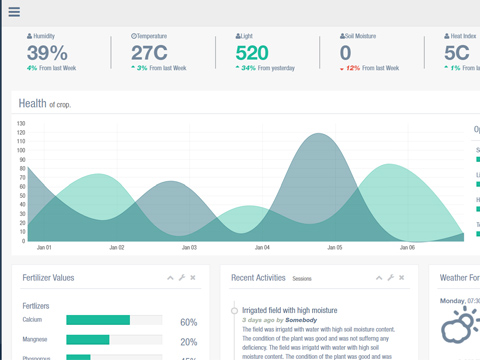 Humidity
39%
4% From last Week
Temperature
27C
3% From last Week
Light
520
34% From yesterday
Soil Moisture
0
12% From last Week
Heat Index
5C
1% From last
Health of crop.
130
120
110
100
90
80
70
60
50
40
30
20
10
0
Jan 01
Jan 02
Jan 03
Jan 04
Jan 05
Jan 06
Fertilizer Values
Fertlizers
Calcium
60%
Mangnese
20%
Recent Activities Sessions
Irrigated field with high moisture
3 days ago by Somebody
The field was irrigated with water with high soil moisture content.
The condition of the plant was good and was not suffering any
deficiency. The field was irrigated with water with high soil
moisture content. The condition of the plant was good and was
Weather For
Monday, 07:30